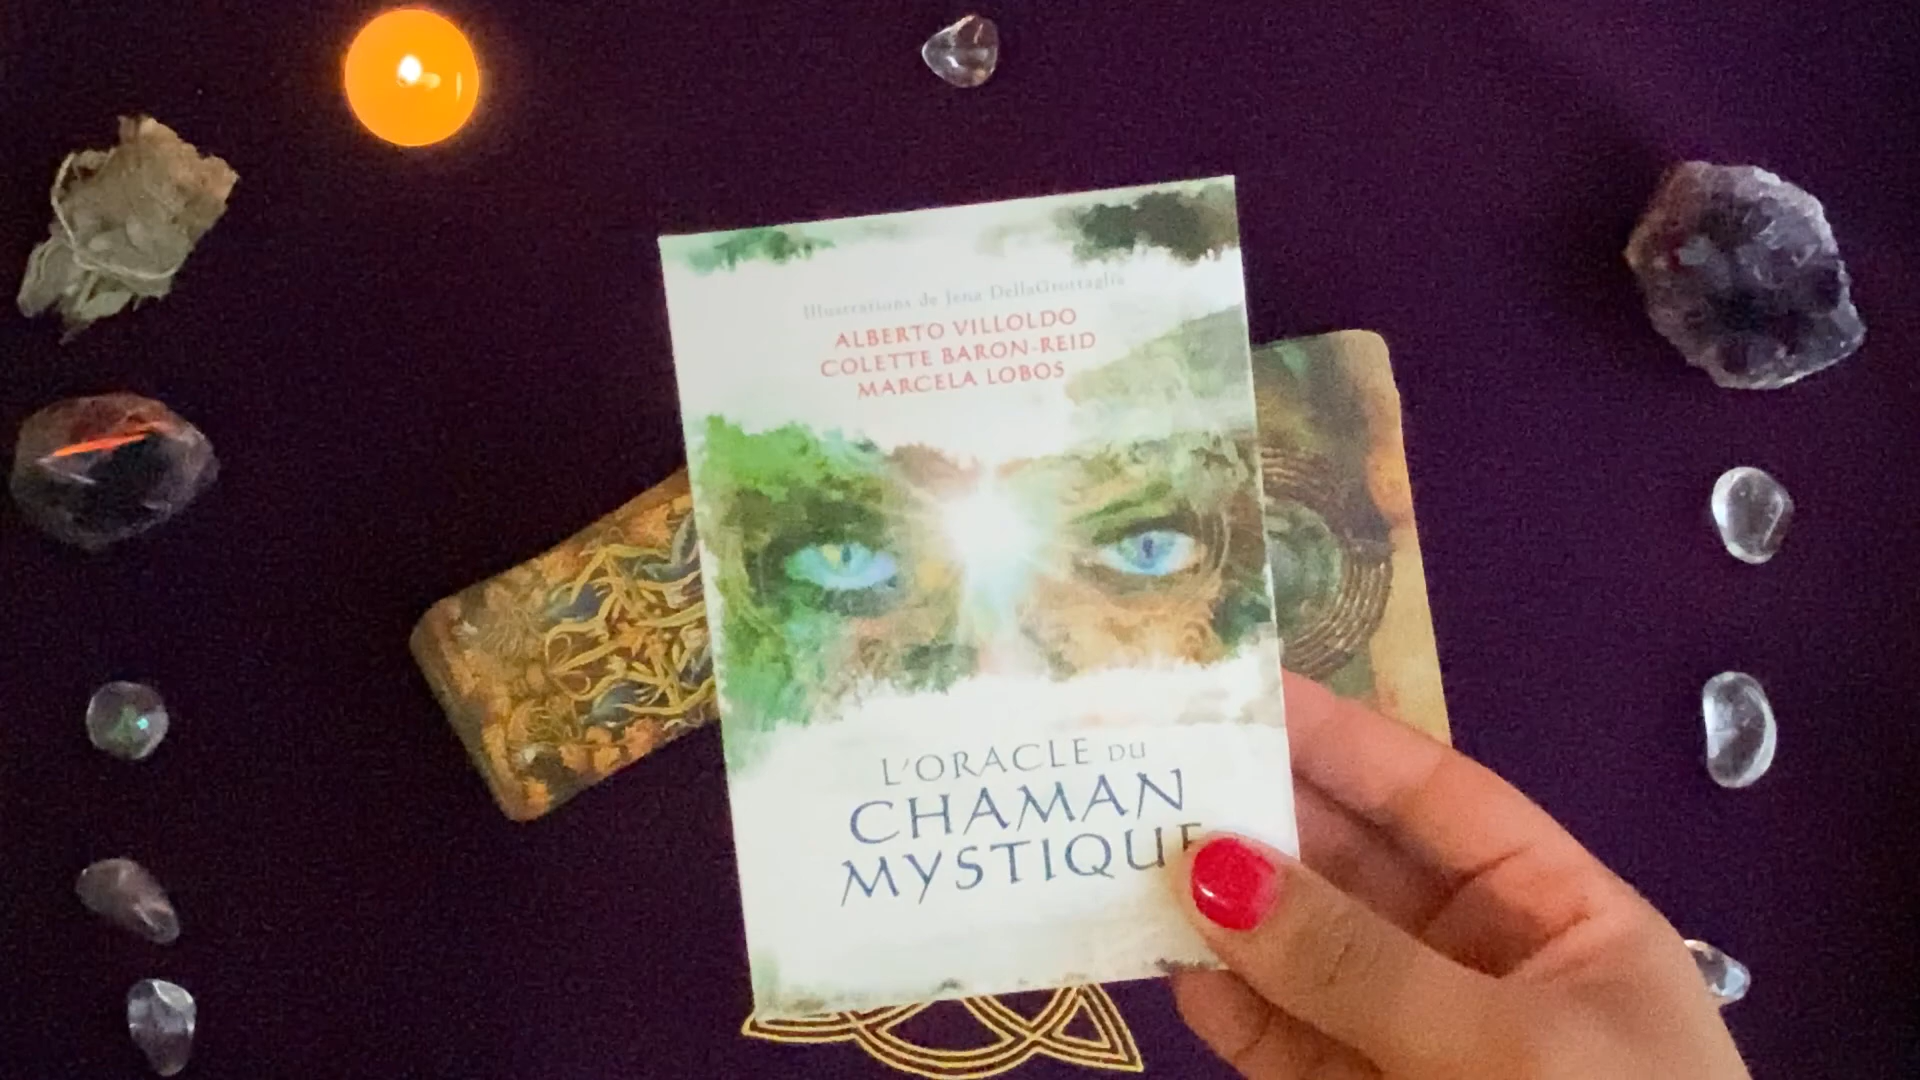 Illustrations de Jena DellaGrottaglia
ALBERTO VILLOLDO
COLETTE BARON-REID
MARCELA LOBOS
L'ORACLE DU
CHAMAN
MYSTIQUE